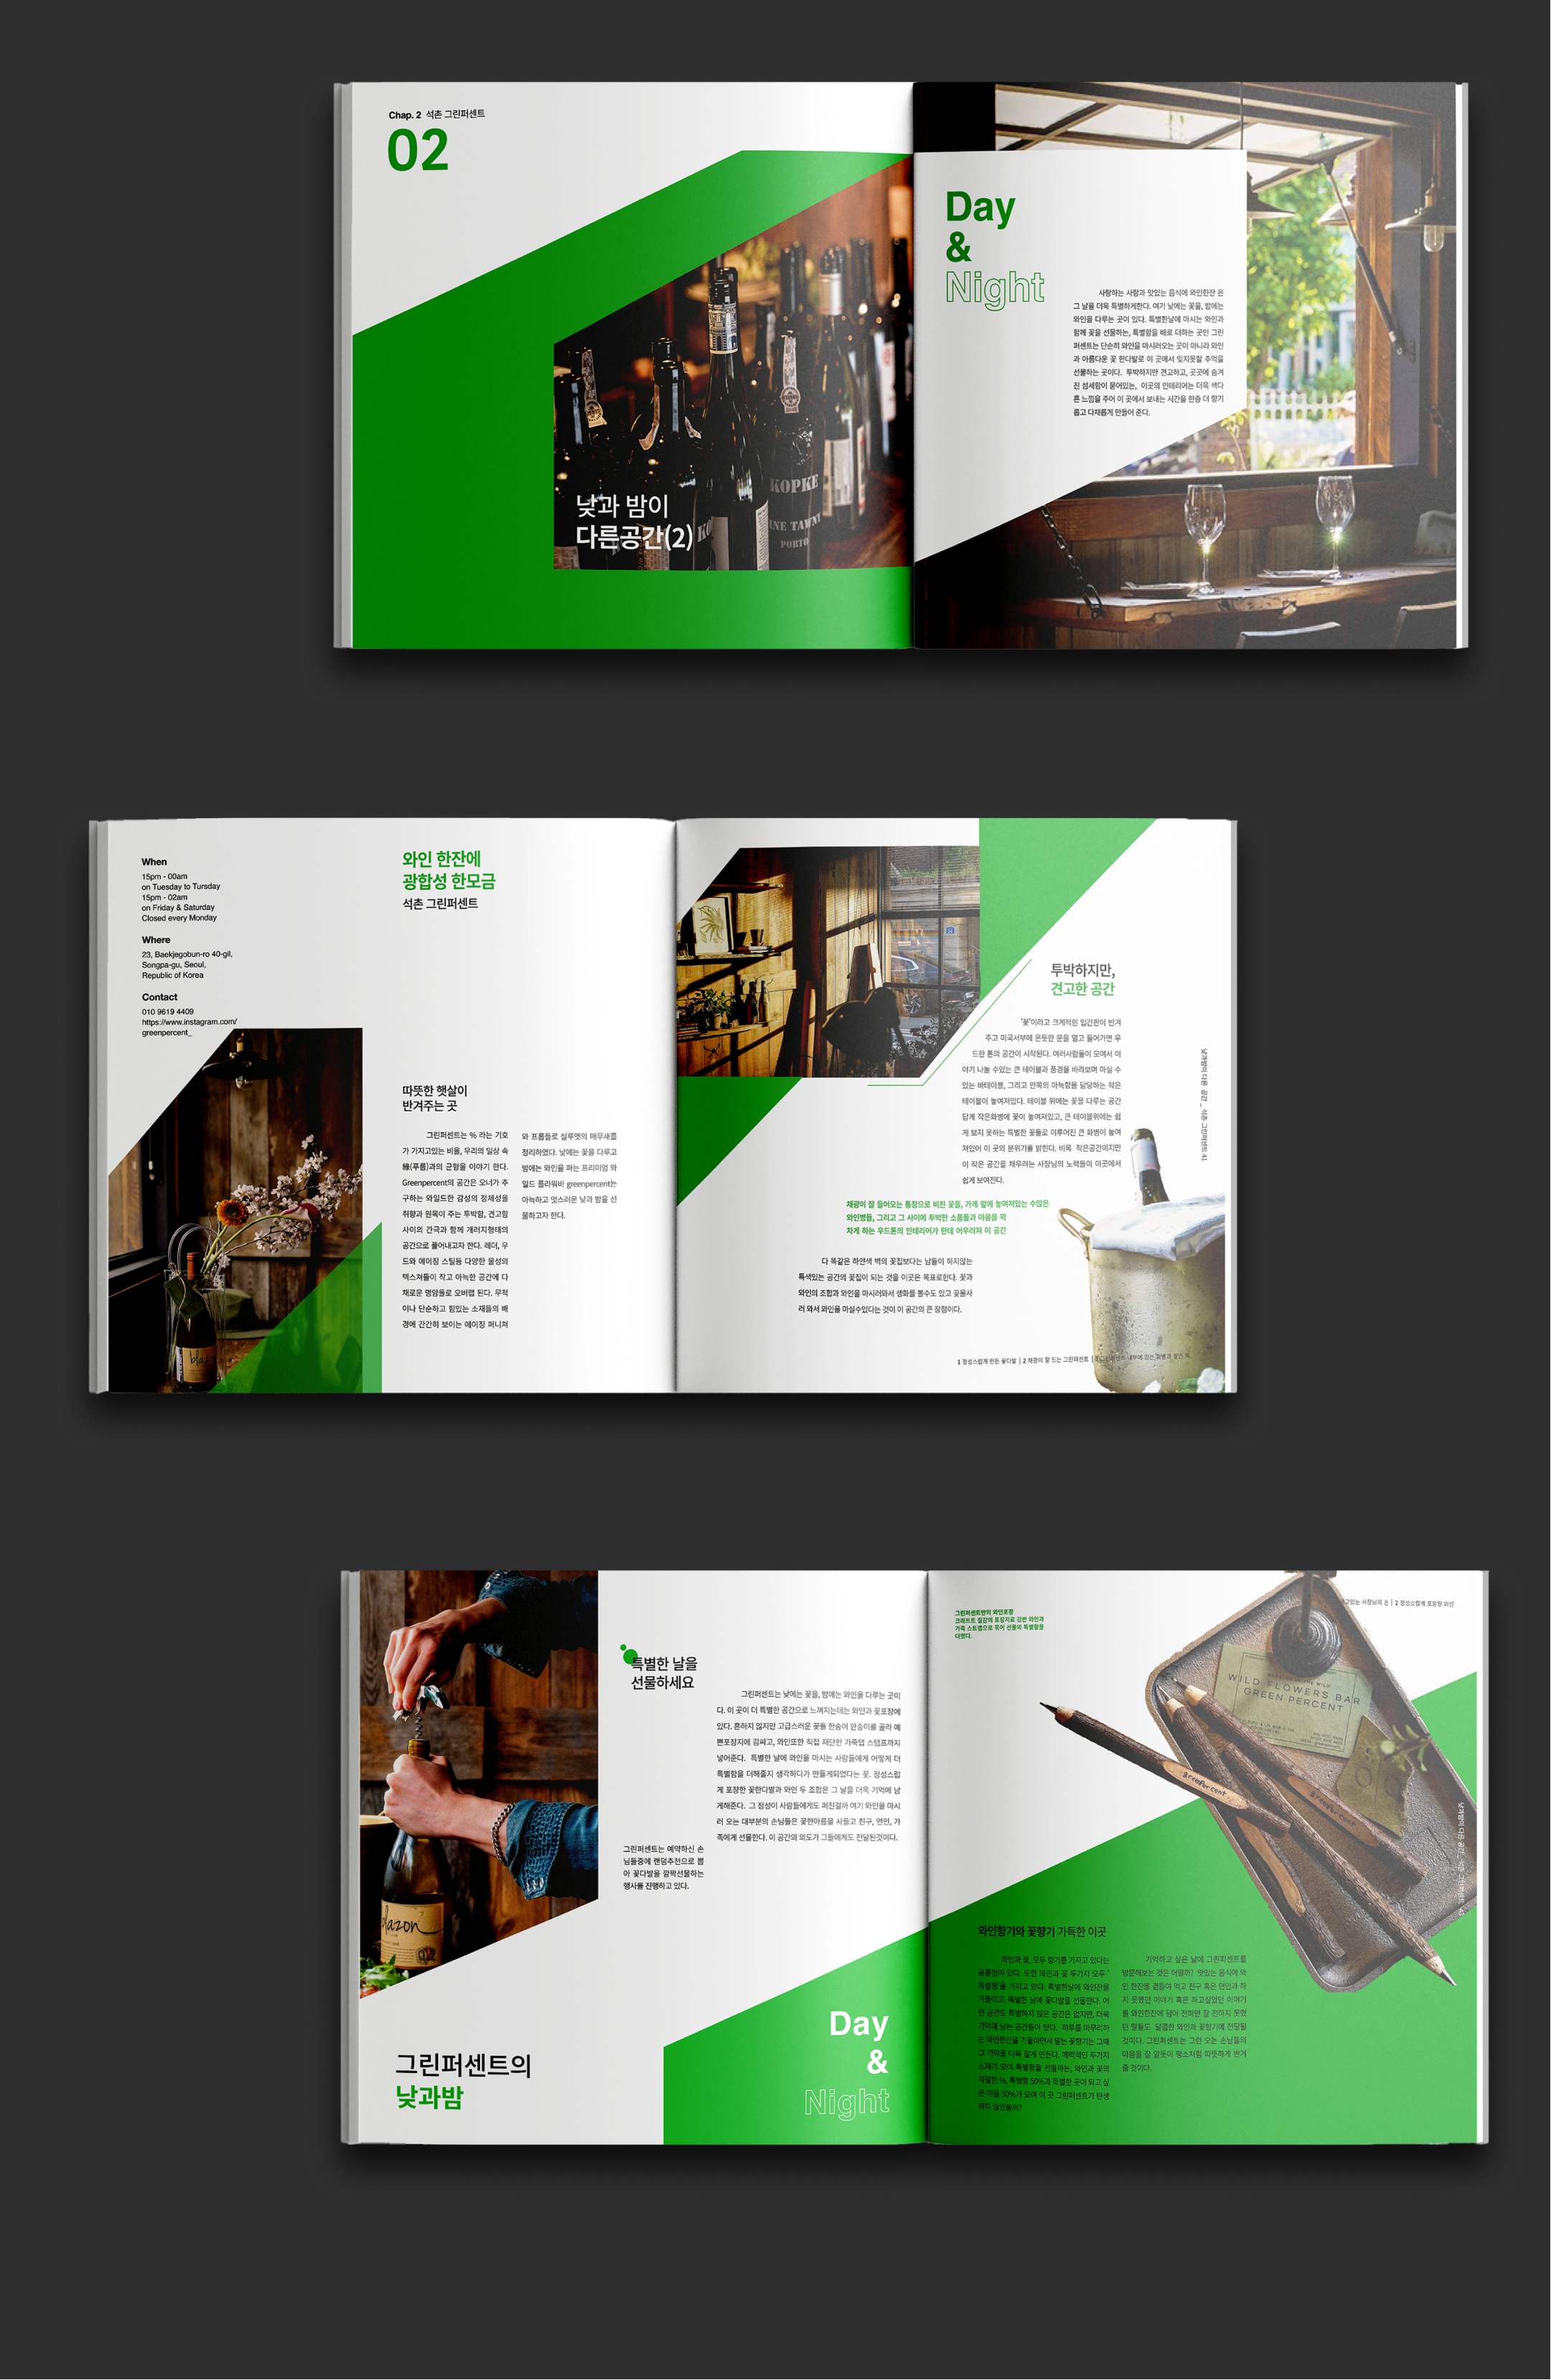 Chap. 2 석촌 그린퍼센트
02
낮과 밤이
다른공간(2)
KOPKE
PORTO
Day
&
Night
사랑하는 사람과 맛있는 음식에 와인한잔 은
그 날을 더욱 특별하게한다. 여기 낮에는 꽃을, 밤에는
와인을 다루는 곳이 있다. 특별한날에 마시는 와인과
함께 꽃을 선물하는, 특별함을 바로 더하는 곳인 그린
퍼센트는 단순히 와인을 마시러오는 곳이 아니라 와인
과 아름다운 꽃 한다발로 이 곳에서 잊지못할 추억을
선물하는 곳이다. 투박하지만 견고하고, 곳곳에 숨겨
진 섬세함이 묻어있는, 이곳의 인테리어는 더욱 색다
른 느낌을 주어 이 곳에서 보내는 시간을 한층 더 향기
롭고 다채롭게 만들어 준다.
When
15pm - 00am
on Tuesday to Tursday
15pm - 02am
on Friday & Saturday
Closed every Monday
Where
23, Baekjegobun-ro 40-gil,
Songpa-gu, Seoul,
Republic of Korea
Contact
010 9619 4409
https://www.instagram.com/
greenpercent_
와인 한잔에
광합성 한모금
석촌 그린퍼센트
따뜻한 햇살이
반겨주는 곳
그린퍼센트는 % 라는 기호
가 가지고있는 비율, 우리의 일상 속
綠(푸름)과의 균형을 이야기 한다.
Greenpercent의 공간은 오너가 추
구하는 와일드한 감성의 정체성을
취향과 원목이 주는 투박함, 견고함
사이의 간극과 함께 개러지형태의
공간으로 풀어내고자 한다. 레더, 우
드와 에이징 스틸등 다양한 물성의
텍스쳐들이 작고 아늑한 공간에 다
채로운 명암들로 오버랩 된다. 무척
이나 단순하고 힘있는 소재들의 배
경에 간간히 보이는 에이징 퍼니쳐
와 프롭들로 실루엣의 매무새를
정리하였다. 낮에는 꽃을 다루고
밤에는 와인을 파는 프리미엄 와
일드 플라워바 greenpercent는
아늑하고 멋스러운 낮과 밤을 선
물하고자 한다.
투박하지만,
견고한 공간
'꽃'이라고 크게적힌 입간판이 반겨
주고 미국서부에 온듯한 문을 열고 들어가면 우
드한 톤의 공간이 시작된다. 여러사람들이 모여서 이
야기 나눌 수있는 큰 테이블과 풍경을 바라보며 마실 수
있는 바테이블, 그리고 안쪽의 아늑함을 담당하는 작은
테이블이 놓여져있다. 테이블 위에는 꽃을 다루는 공간
답게 작은화병에 꽃이 놓여져있고, 큰 테이블위에는 쉽
게 보지 못하는 특별한 꽃들로 이루어진 큰 화병이 놓여
져있어 이 곳의 분위기를 밝힌다. 비록 작은공간이지만
이 작은 공간을 채우려는 사장님의 노력들이 이곳에서
쉽게 보여진다.
채광이 잘 들어오는 통창으로 비친 꽃들, 가게 앞에 놓여져있는 수많은
와인병들, 그리고 그 사이에 투박한 소품들과 마음을 꽉
차게 하는 우드톤의 인테리어가 한데 어우러져 이 공간
다 똑같은 하얀색 벽의 꽃집보다는 남들이 하지않는
특색있는 공간의 꽃집이 되는 것을 이곳은 목표로한다. 꽃과
와인의 조합과 와인을 마시러와서 생화를 볼수도 있고 꽃을사
러 와서 와인을 마실수있다는 것이 이 공간의 큰 장점이다.
낮과밤이 다른 공간 _ 석촌 그린퍼센트 41
1 정성스럽게 만든 꽃다발 | 2 채광이 잘 드는 그린퍼센트
특별한 날을
선물하세요
그린퍼센트는 낮에는 꽃을, 밤에는 와인을 다루는 곳이
다. 이 곳이 더 특별한 공간으로 느껴지는데는 와인과 꽃포장에
있다. 흔하지 않지만 고급스러운 꽃들 한송이 한송이를 골라 예
쁜포장지에 감싸고, 와인또한 직접 재단한 가죽탭 스탬프까지
넣어준다. 특별한 날에 와인을 마시는 사람들에게 어떻게 더
특별함을 더해줄지 생각하다가 만들게되었다는 꽃. 정성스럽
게 포장한 꽃한다발과 와인 두 조합은 그 날을 더욱 기억에 남
게해준다. 그 정성이 사람들에게도 퍼진걸까 여기 와인을 마시
러 오는 대부분의 손님들은 꽃한아름을 사들고 친구, 연인, 가
족에게 선물한다. 이 공간의 의도가 그들에게도 전달된것이다.
그린퍼센트는 예약하신 손
님들중에 랜덤추천으로 뽑
아 꽃다발을 깜짝선물하는
행사를 진행하고 있다.
blazon
그린퍼센트의
낮과밤
Day
&
Night
그린퍼센트만의 와인포장
크래프트 질감의 포장지로 감싼 와인과
가죽 스트랩으로 묶어 선물의 특별함을
더했다.
사장님의 손 | 2 정성스럽게 포장된 와인
WILD FLOWERS BAR
GREEN PERCENT
greenpercent
greenpercent
와인향기와 꽃향기 가득한 이곳
와인과 꽃, 모두 향기를 가지고 있다는
공통점이 있다. 또한 와인과 꽃 두가지 모두 '
특별함'을 가지고 있다. 특별한날에 와인잔을
기울이고, 특별한 날에 꽃다발을 선물한다. 어
떤 공간도 특별하지 않은 공간은 없지만, 더욱
기억에 남는 공간들이 있다. 하루를 마무리하
는 와인한잔을 기울이면서 맡는 꽃향기는 그때
그 기억을 더욱 짙게 만든다. 매력적인 두가지
소재가 모여 특별함을 선물하는, 와인과 꽃의
적절한 %, 특별함 50%과 특별한 곳이 되고 싶
은 마음 50%가 모여 이 곳 그린퍼센트가 탄생
하지 않았을까?
기억하고 싶은 날에 그린퍼센트를
방문해보는 것은 어떨까? 맛있는 음식에 와
인 한잔을 곁들여 먹고 친구 혹은 연인과 하
지 못했던 이야기 혹은 하고싶었던 이야기
를 와인한잔에 담아 전하면 잘 전하지 못했
던 말들도 달콤한 와인과 꽃향기에 전달될
것이다. 그린퍼센트는 그런 오는 손님들의
마음을 잘 알듯이 평소처럼 따뜻하게 반겨
줄 것이다.